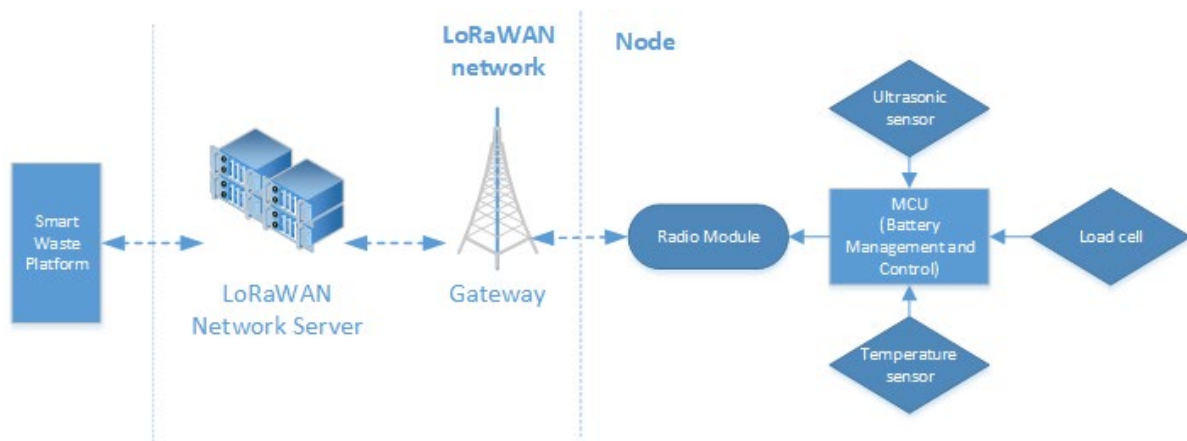 LoRaWAN
network
Node
Ultrasonic
sensor
Smart
Waste
Platform
LoRaWAN
Network Server
Gateway
Radio Module
MCU
(Battery
Management and
Control)
Load cell
Temperature
sensor